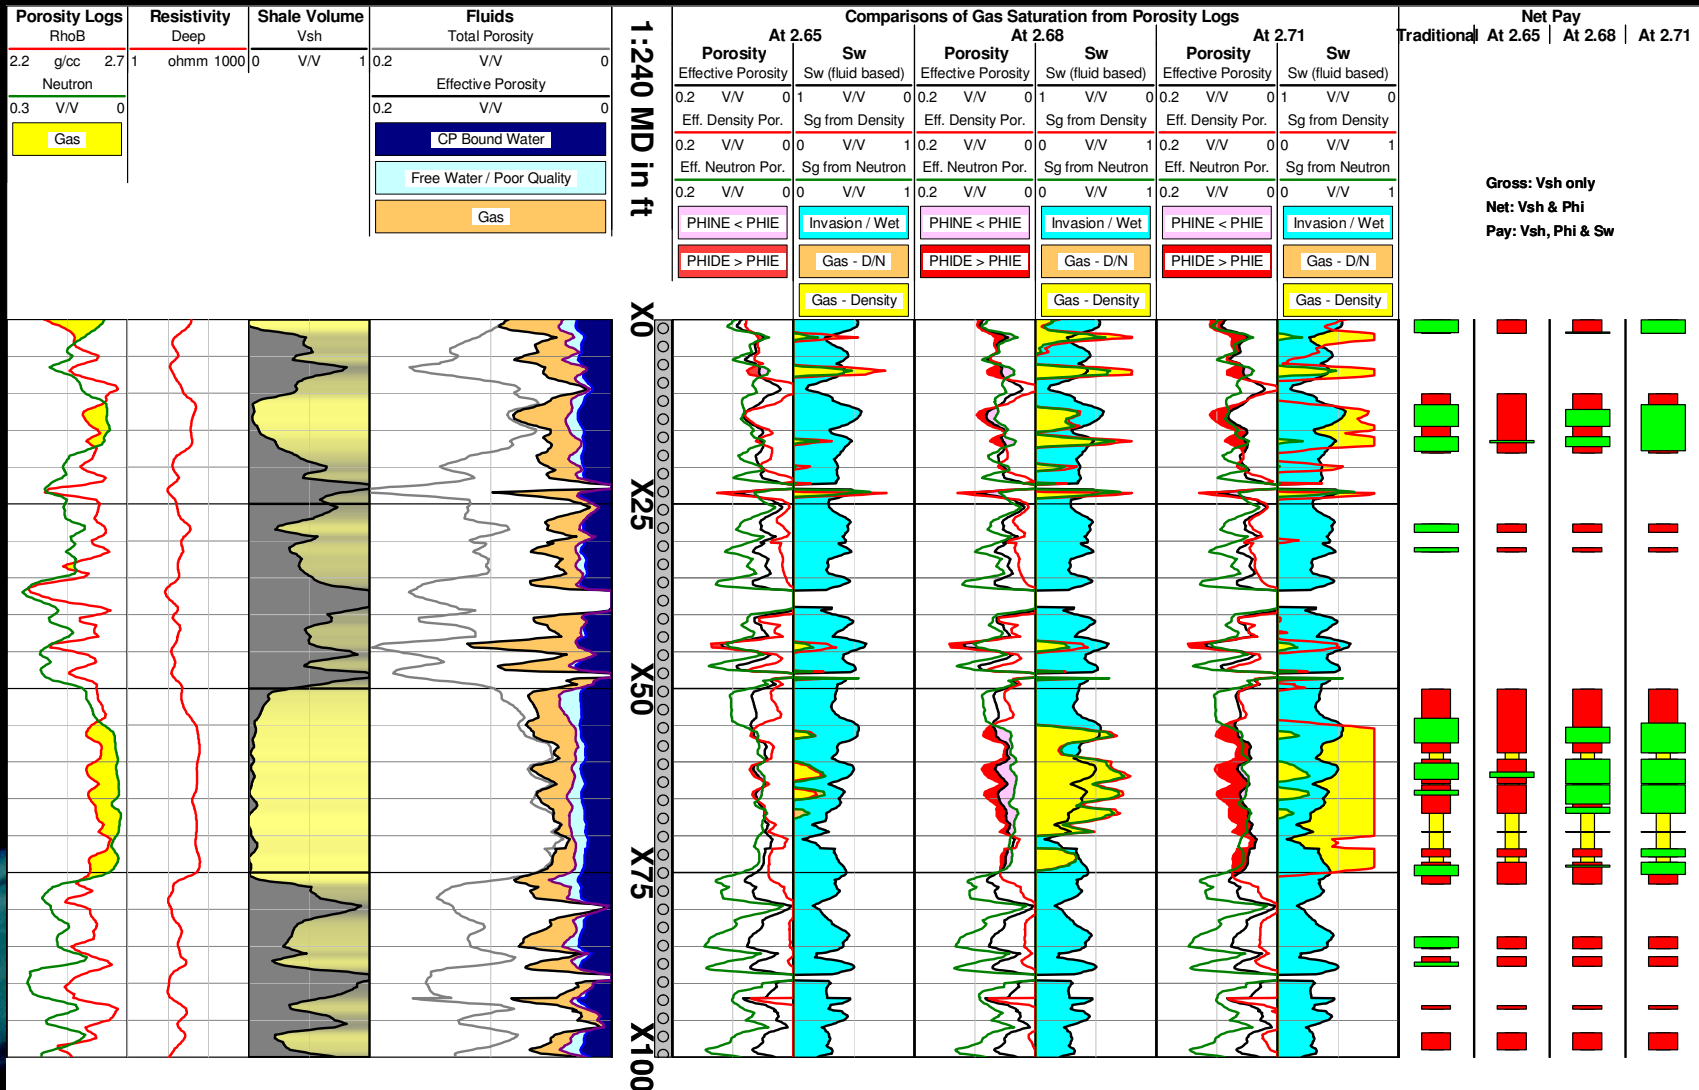 Porosity Logs
RhoB
2.2 g/cc 2.7
Neutron
0.3 V/V 0
Gas
Resistivity
Deep
1 ohmm 1000
Shale Volume
Vsh
0 V/V 1
Fluids
Total Porosity
0.2 V/V 0
Effective Porosity
0.2 V/V 0
CP Bound Water
Free Water / Poor Quality
Gas
1:240 MD in ft
X0
X25
X50
X75
X100
Comparisons of Gas Saturation from Porosity Logs
At 2.65
Porosity
Effective Porosity
0.2 V/V 0
Eff. Density Por.
0.2 V/V 0
Eff. Neutron Por.
0.2 V/V 0
PHINE < PHIE
PHIDE > PHIE
Sw
Sw (fluid based)
1 V/V 0
Sg from Density
0 V/V 1
Sg from Neutron
0 V/V 1
Invasion / Wet
Gas - D/N
Gas - Density
At 2.68
Porosity
Effective Porosity
0.2 V/V 0
Eff. Density Por.
0.2 V/V 0
Eff. Neutron Por.
0.2 V/V 0
PHINE < PHIE
PHIDE > PHIE
Sw
Sw (fluid based)
1 V/V 0
Sg from Density
0 V/V 1
Sg from Neutron
0 V/V 1
Invasion / Wet
Gas - D/N
Gas - Density
At 2.71
Porosity
Effective Porosity
0.2 V/V 0
Eff. Density Por.
0.2 V/V 0
Eff. Neutron Por.
0.2 V/V 0
PHINE < PHIE
PHIDE > PHIE
Sw
Sw (fluid based)
1 V/V 0
Sg from Density
0 V/V 1
Sg from Neutron
0 V/V 1
Invasion / Wet
Gas - D/N
Gas - Density
Net Pay
Traditional At 2.65 At 2.68 At 2.71
Gross: Vsh only
Net: Vsh & Phi
Pay: Vsh, Phi & Sw